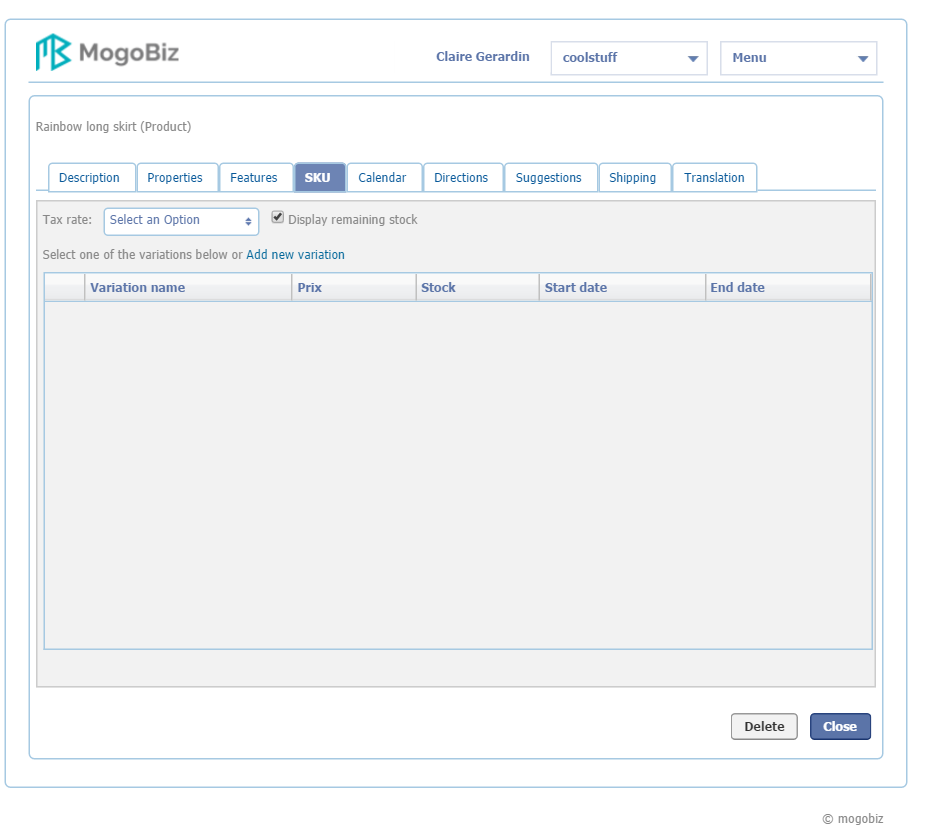 MogoBiz
Claire Gerardin coolstuff Menu
Rainbow long skirt (Product)
Description Properties Features SKU Calendar Directions Suggestions Shipping Translation
Tax rate: Select an Option Display remaining stock
Select one of the variations below or Add new variation
Variation name Prix Stock Start date End date
Delete Close
© mogobiz